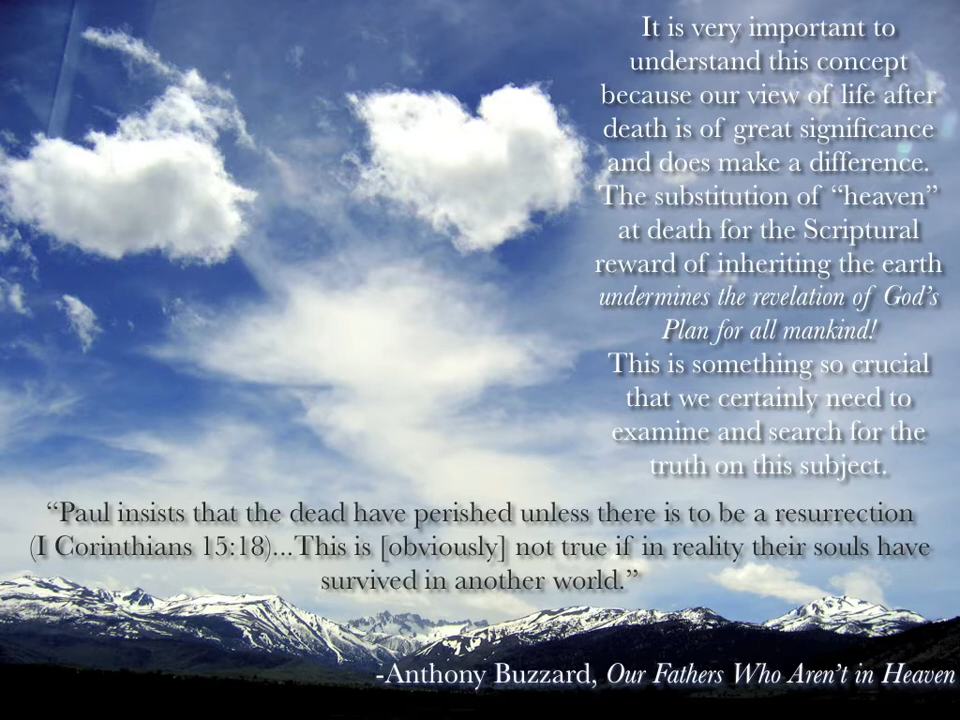 It is very important to
understand this concept
because our view of life after
death is of great significance
and does make a difference.
The substitution of “heaven”
at death for the Scriptural
reward of inheriting the earth
undermines the revelation of God’s
Plan for all mankind!
This is something so crucial
that we certainly need to
examine and search for the
truth on this subject.
“Paul insists that the dead have perished unless there is to be a resurrection
(I Corinthians 15:18)...This is [obviously] not true if in reality their souls have
survived in another world.”
-Anthony Buzzard, Our Fathers Who Aren’t in Heaven